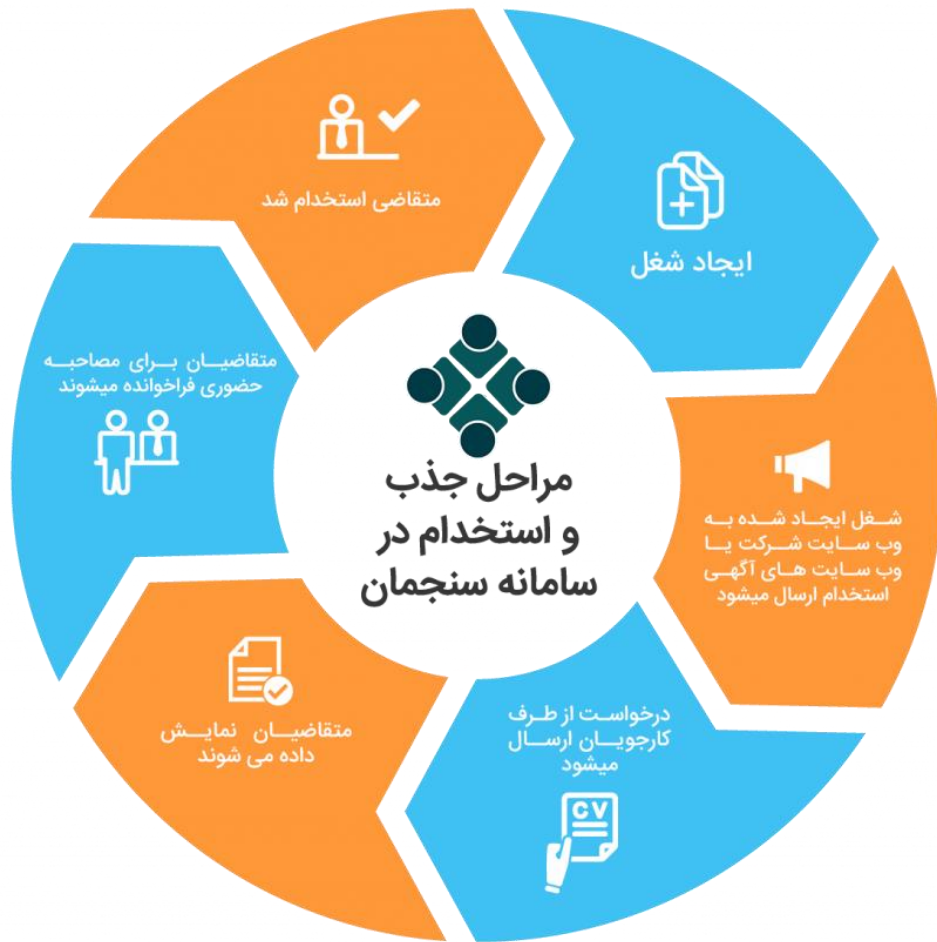 مراحل جذب
و استخدام در
سامانه سنجمان
ایجاد شغل
شغل ایجاد شده به
وب سایت شرکت یا
وب سایت های آگهی
استخدام ارسال میشود
درخواست از طرف
کارجویان ارسال
میشود
CV
متقاضیان نمایش
داده می شوند
متقاضیان برای مصاحبه
حضوری فراخوانده میشوند
متقاضی استخدام شد